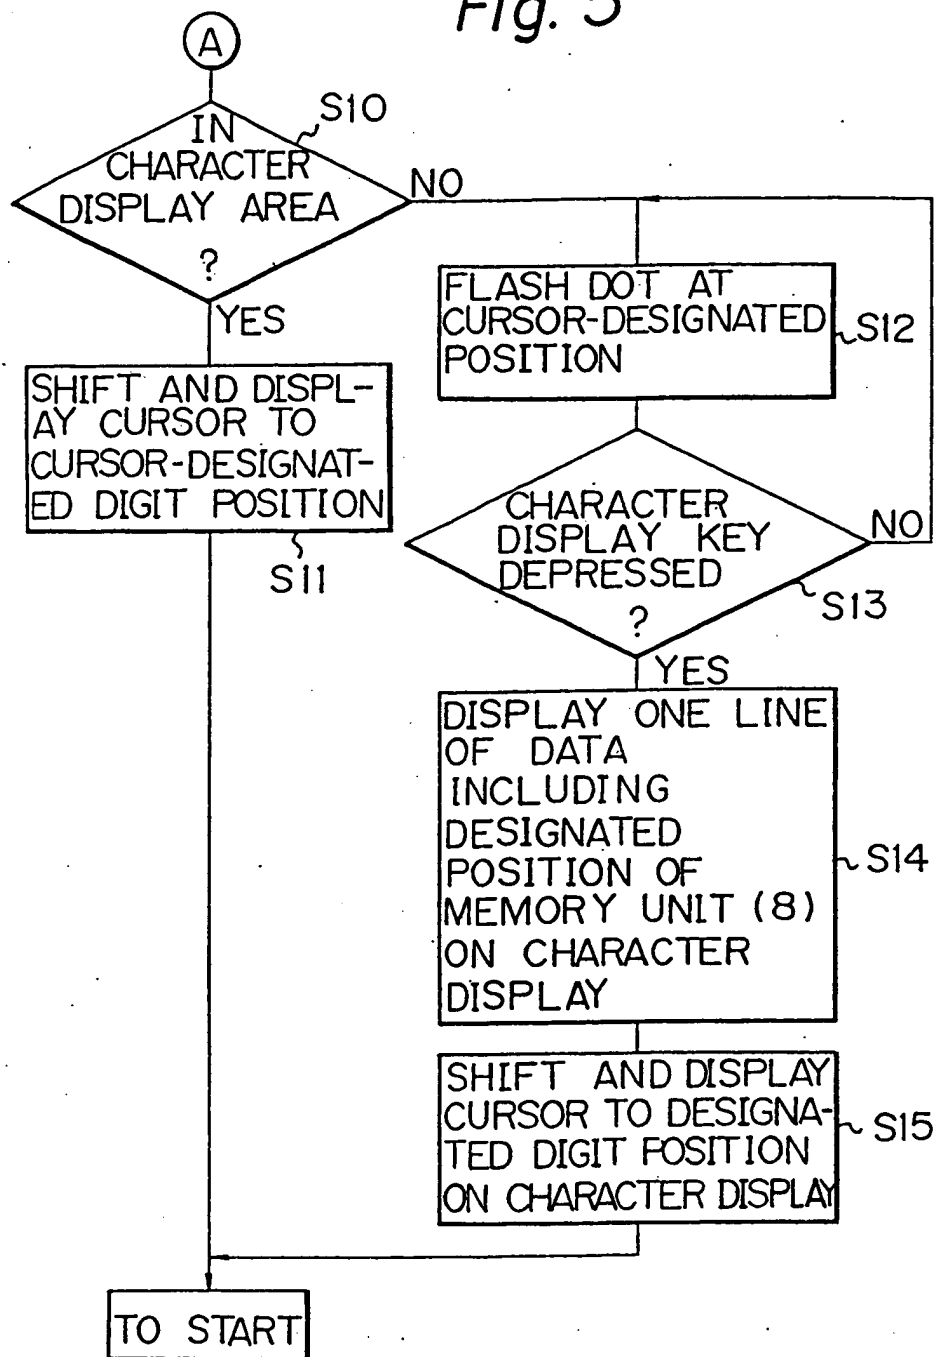 Fig. 5
A
S10
IN
CHARACTER
DISPLAY AREA
?
NO
YES
SHIFT AND DISPL-
AY CURSOR TO
CURSOR-DESIGNAT-
ED DIGIT POSITION
S11
FLASH DOT AT
CURSOR-DESIGNATED
POSITION
S12
CHARACTER
DISPLAY KEY
DEPRESSED
?
NO
S13
YES
DISPLAY ONE LINE
OF DATA
INCLUDING
DESIGNATED
POSITION OF
MEMORY UNIT (8)
ON CHARACTER
DISPLAY
S14
SHIFT AND DISPLAY
CURSOR TO DESIGNA-
TED DIGIT POSITION
ON CHARACTER DISPLAY
S15
TO START